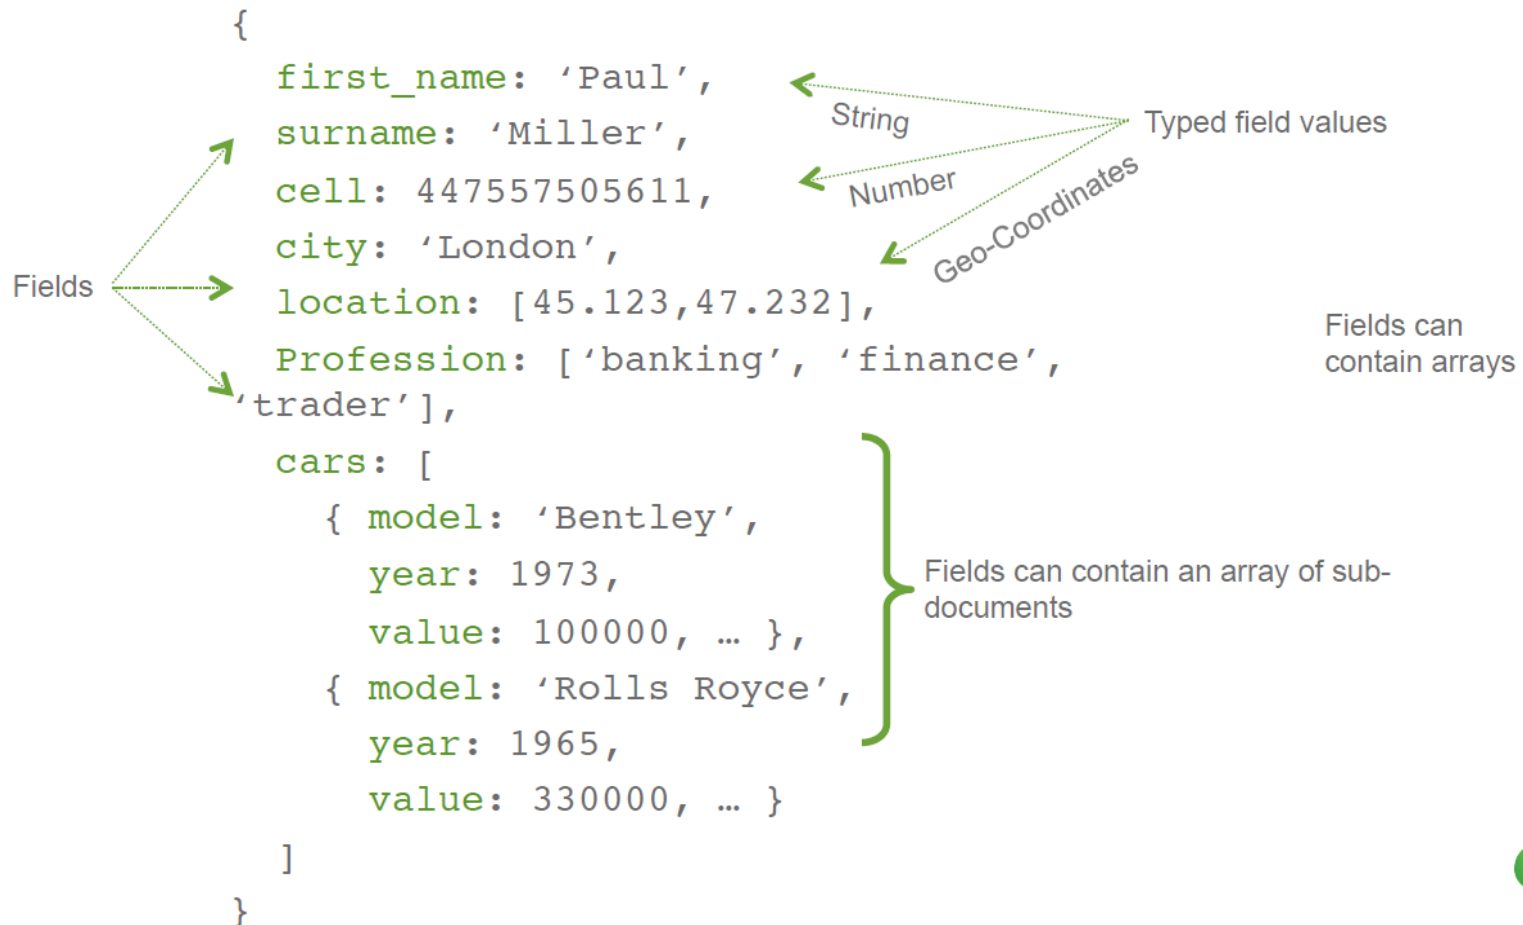 {
first_name: ‘Paul’,
surname: ‘Miller’,
cell: 447557505611,
city: ‘London’,
location: [45.123,47.232],
Profession: [‘banking’, ‘finance’,
‘trader’],
cars: [
{ model: ‘Bentley’,
year: 1973,
value: 100000, … },
{ model: ‘Rolls Royce’,
year: 1965,
value: 330000, … }
]
}
Fields
String
Number
Geo-Coordinates
Typed field values
Fields can
contain arrays
Fields can contain an array of sub-
documents